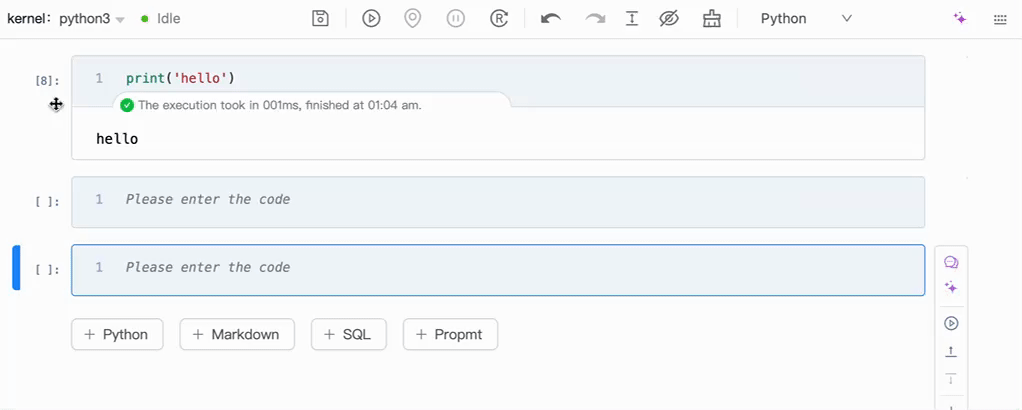 kernel: python3 Idle Python
[8]: 1 print('hello')
The execution took in 001ms, finished at 01:04 am.
hello
[ ]: 1 Please enter the code
[ ]: 1 Please enter the code
+ Python + Markdown + SQL + Propmt